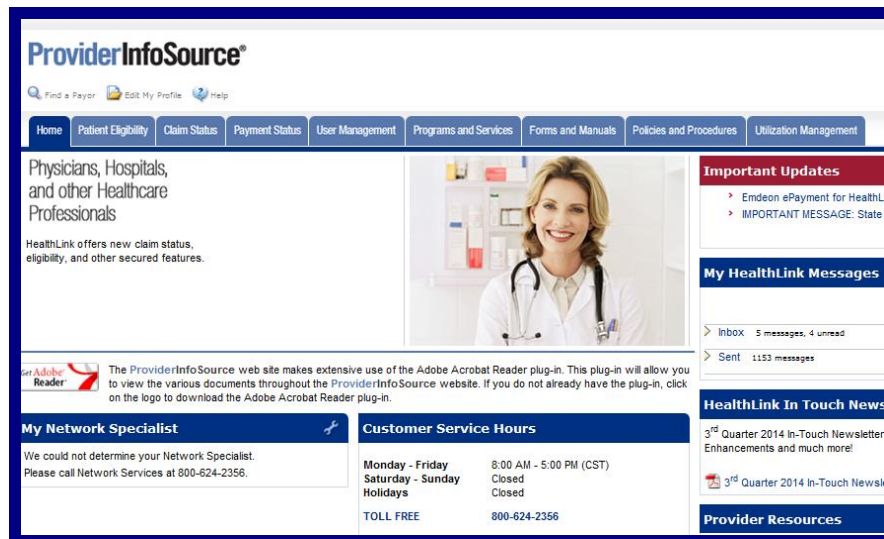 ProviderInfoSource®
Find a Payor Edit My Profile Help
Home Patient Eligibility Claim Status Payment Status User Management Programs and Services Forms and Manuals Policies and Procedures Utilization Management
Physicians, Hospitals,
and other Healthcare
Professionals
HealthLink offers new claim status,
eligibility, and other secured features.
Important Updates
Emdeon ePayment for HealthL
IMPORTANT MESSAGE: State
My HealthLink Messages
Inbox 5 messages, 4 unread
Sent 1153 messages
Get Adobe
Reader
The ProviderInfoSource web site makes extensive use of the Adobe Acrobat Reader plug-in. This plug-in will allow you
to view the various documents throughout the ProviderInfoSource website. If you do not already have the plug-in, click
on the logo to download the Adobe Acrobat Reader plug-in.
My Network Specialist
We could not determine your Network Specialist.
Please call Network Services at 800-624-2356.
Customer Service Hours
Monday - Friday 8:00 AM - 5:00 PM (CST)
Saturday - Sunday Closed
Holidays Closed
TOLL FREE 800-624-2356
HealthLink In Touch News
3rd Quarter 2014 In-Touch Newsletter
Enhancements and much more!
3rd Quarter 2014 In-Touch Newsle
Provider Resources